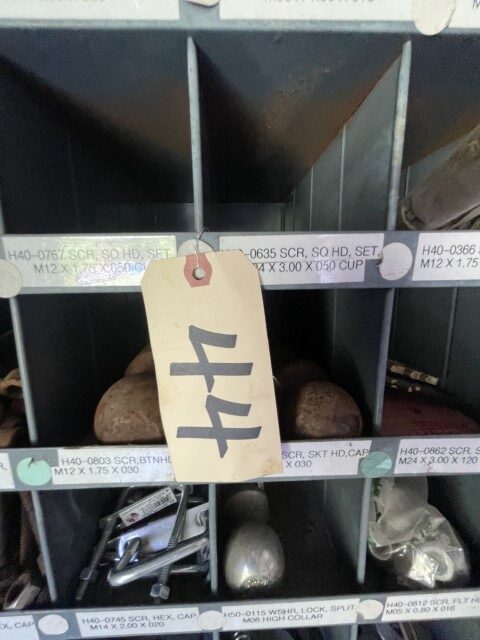 H40-0767 SCR, SQ HD, SET
M12 X 1.75 X 050 CUP
0635 SCR, SQ HD, SET,
X 3.00 X 050 CUP
H40-0366
M12 X 1.75
44
H40-0803 SCR,BTNHE
M12 X 1.75 X 030
SCR, SKT HD,CAP
X 030
H40-0862 SCR, S
M24 X 3.00 X 120
EX, CAP
H40-0745 SCR, HEX, CAP
M14 X 2.00 X 020
H50-0115 WSHR, LOCK, SPLIT
M08 HIGH COLLAR
H40-0812 SCR, FLT H
M05 X 0.80 X 016